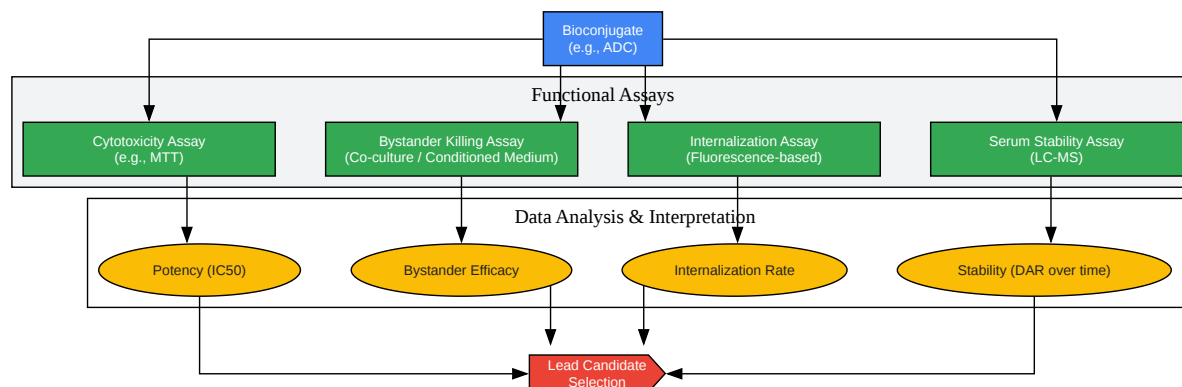 Bioconjugate
(e.g., ADC)
Functional Assays
Cytotoxicity Assay
(e.g., MTT)
Bystander Killing Assay
(Co-culture / Conditioned Medium)
Internalization Assay
(Fluorescence-based)
Serum Stability Assay
(LC-MS)
Data Analysis & Interpretation
Potency (IC50)
Bystander Efficacy
Internalization Rate
Stability (DAR over time)
Lead Candidate
Selection